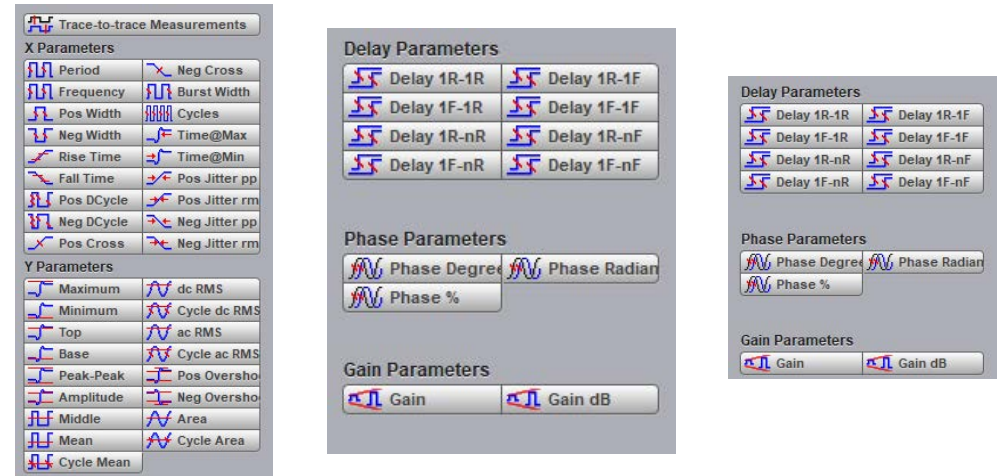 Trace-to-trace Measurements
X Parameters
Period Neg Cross
Frequency Burst Width
Pos Width Cycles
Neg Width Time@Max
Rise Time Time@Min
Fall Time Pos Jitter pp
Pos DCycle Pos Jitter rm
Neg DCycle Neg Jitter pp
Pos Cross Neg Jitter rm
Y Parameters
Maximum dc RMS
Minimum Cycle dc RMS
Top ac RMS
Base Cycle ac RMS
Peak-Peak Pos Oversho
Amplitude Neg Oversho
Middle Area
Mean Cycle Area
Cycle Mean
Delay Parameters
Delay 1R-1R Delay 1R-1F
Delay 1F-1R Delay 1F-1F
Delay 1R-nR Delay 1R-nF
Delay 1F-nR Delay 1F-nF
Phase Parameters
Phase Degree Phase Radian
Phase %
Gain Parameters
Gain Gain dB
Delay Parameters
Delay 1R-1R Delay 1R-1F
Delay 1F-1R Delay 1F-1F
Delay 1R-nR Delay 1R-nF
Delay 1F-nR Delay 1F-nF
Phase Parameters
Phase Degree Phase Radian
Phase %
Gain Parameters
Gain Gain dB